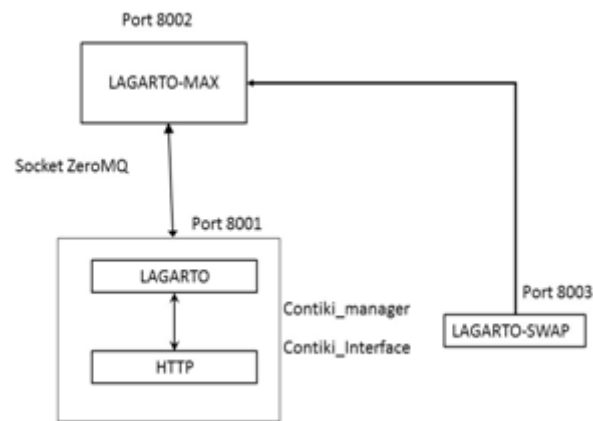 Port 8002
LAGARTO-MAX
Socket ZeroMQ
Port 8001
LAGARTO
Contiki_manager
Port 8003
Contiki_Interface
LAGARTO-SWAP
HTTP